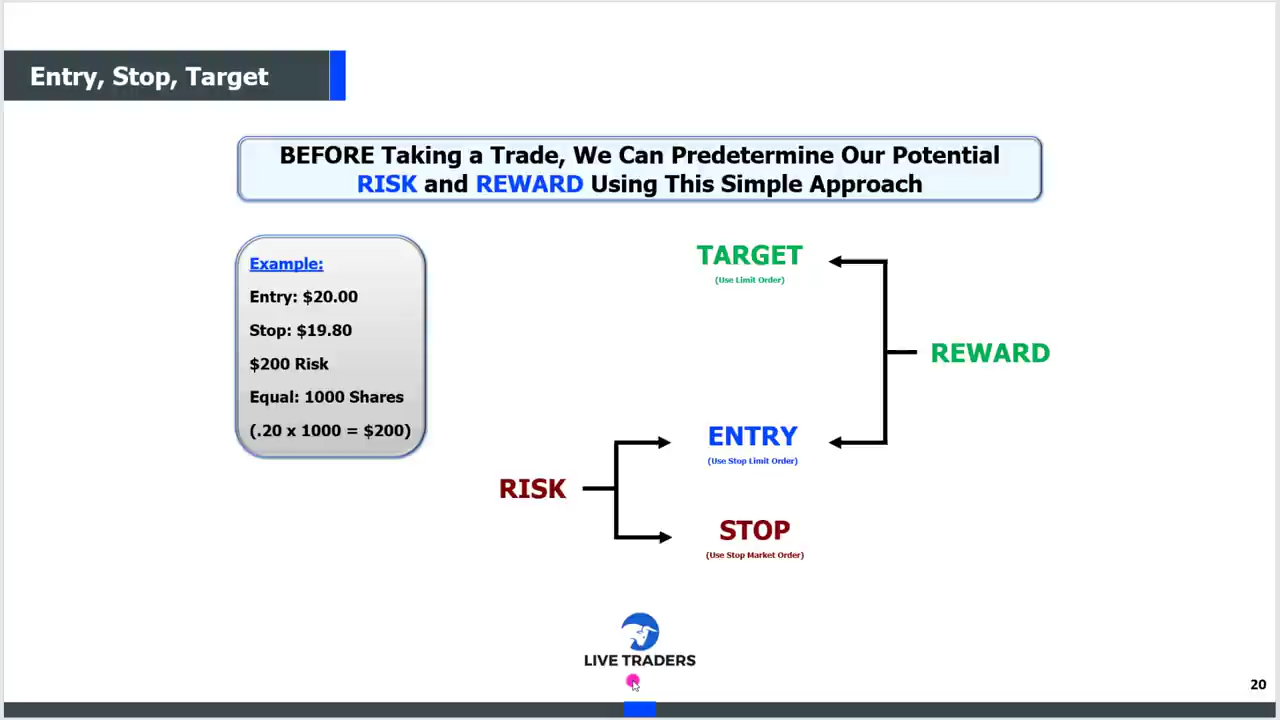 Entry, Stop, Target
BEFORE Taking a Trade, We Can Predetermine Our Potential
RISK and REWARD Using This Simple Approach
Example:
Entry: $20.00
Stop: $19.80
$200 Risk
Equal: 1000 Shares
(.20 x 1000 = $200)
TARGET
(Use Limit Order)
REWARD
ENTRY
(Use Stop Limit Order)
RISK
STOP
(Use Stop Market Order)
LIVE TRADERS
20